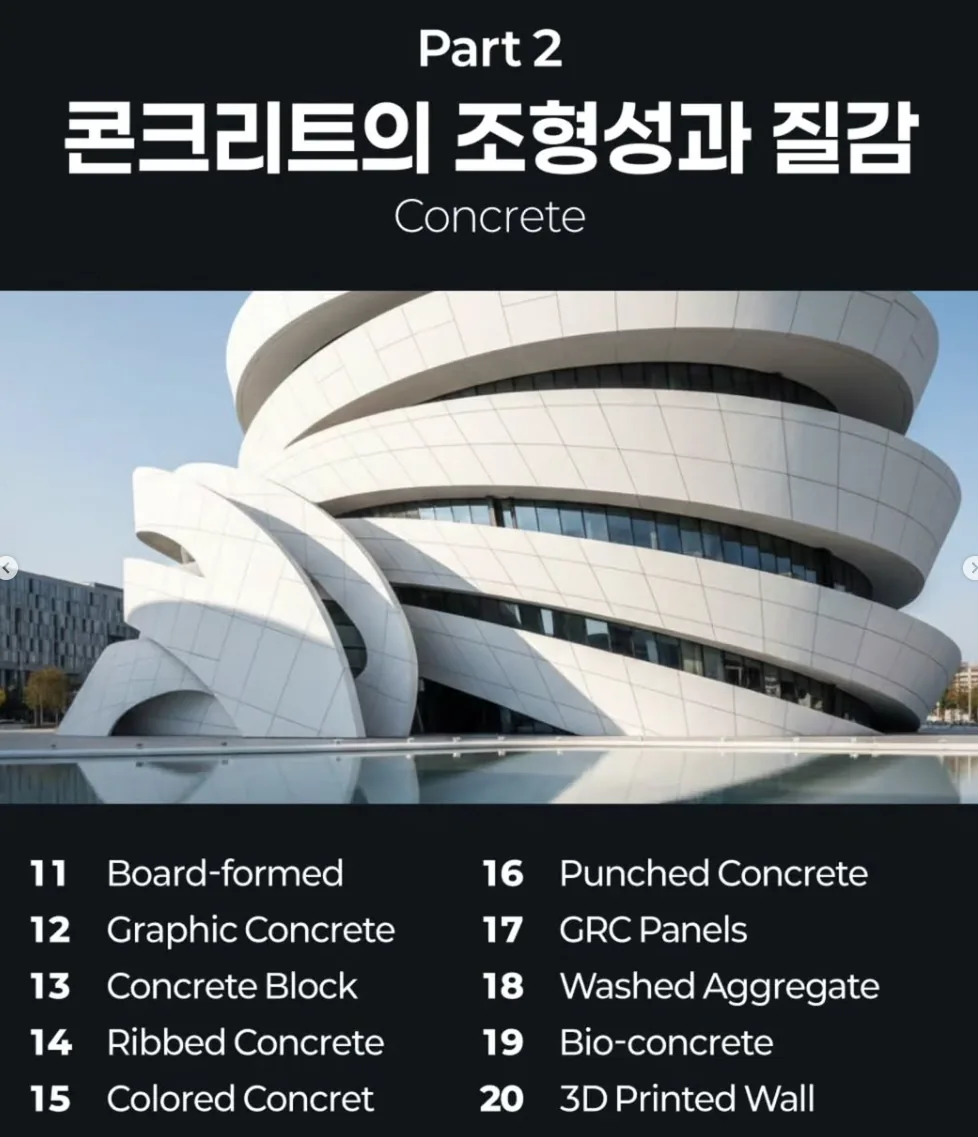 Part 2
콘크리트의 조형성과 질감
Concrete
11 Board-formed
12 Graphic Concrete
13 Concrete Block
14 Ribbed Concrete
15 Colored Concret
16 Punched Concrete
17 GRC Panels
18 Washed Aggregate
19 Bio-concrete
20 3D Printed Wall